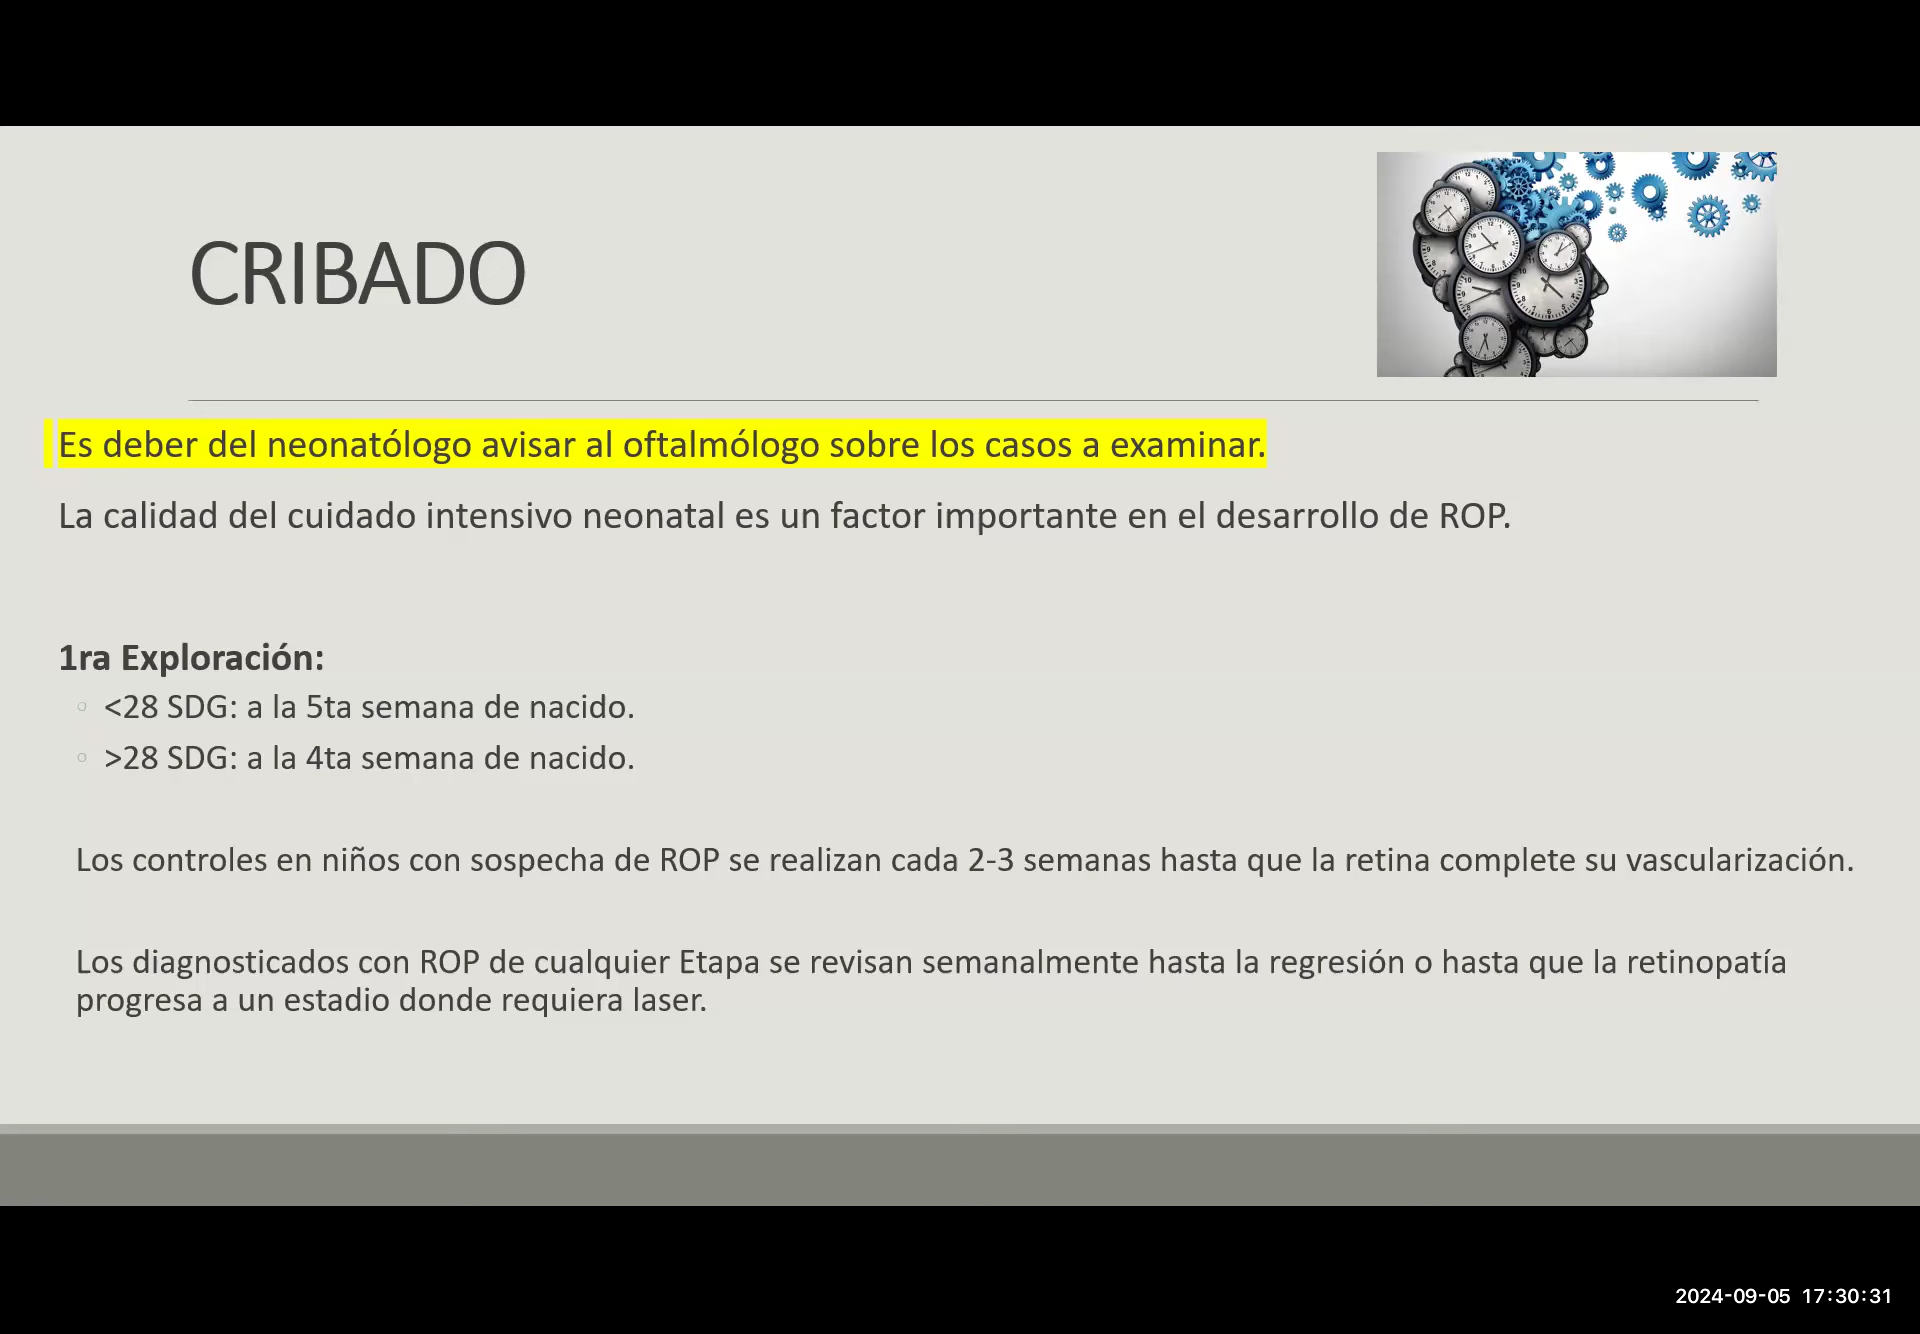 CRIBADO
Es deber del neonatólogo avisar al oftalmólogo sobre los casos a examinar.
La calidad del cuidado intensivo neonatal es un factor importante en el desarrollo de ROP.
1ra Exploración:
<28 SDG: a la 5ta semana de nacido.
>28 SDG: a la 4ta semana de nacido.
Los controles en niños con sospecha de ROP se realizan cada 2-3 semanas hasta que la retina complete su vascularización.
Los diagnosticados con ROP de cualquier Etapa se revisan semanalmente hasta la regresión o hasta que la retinopatía
progresa a un estadio donde requiera laser.
2024-09-05 17:30:31